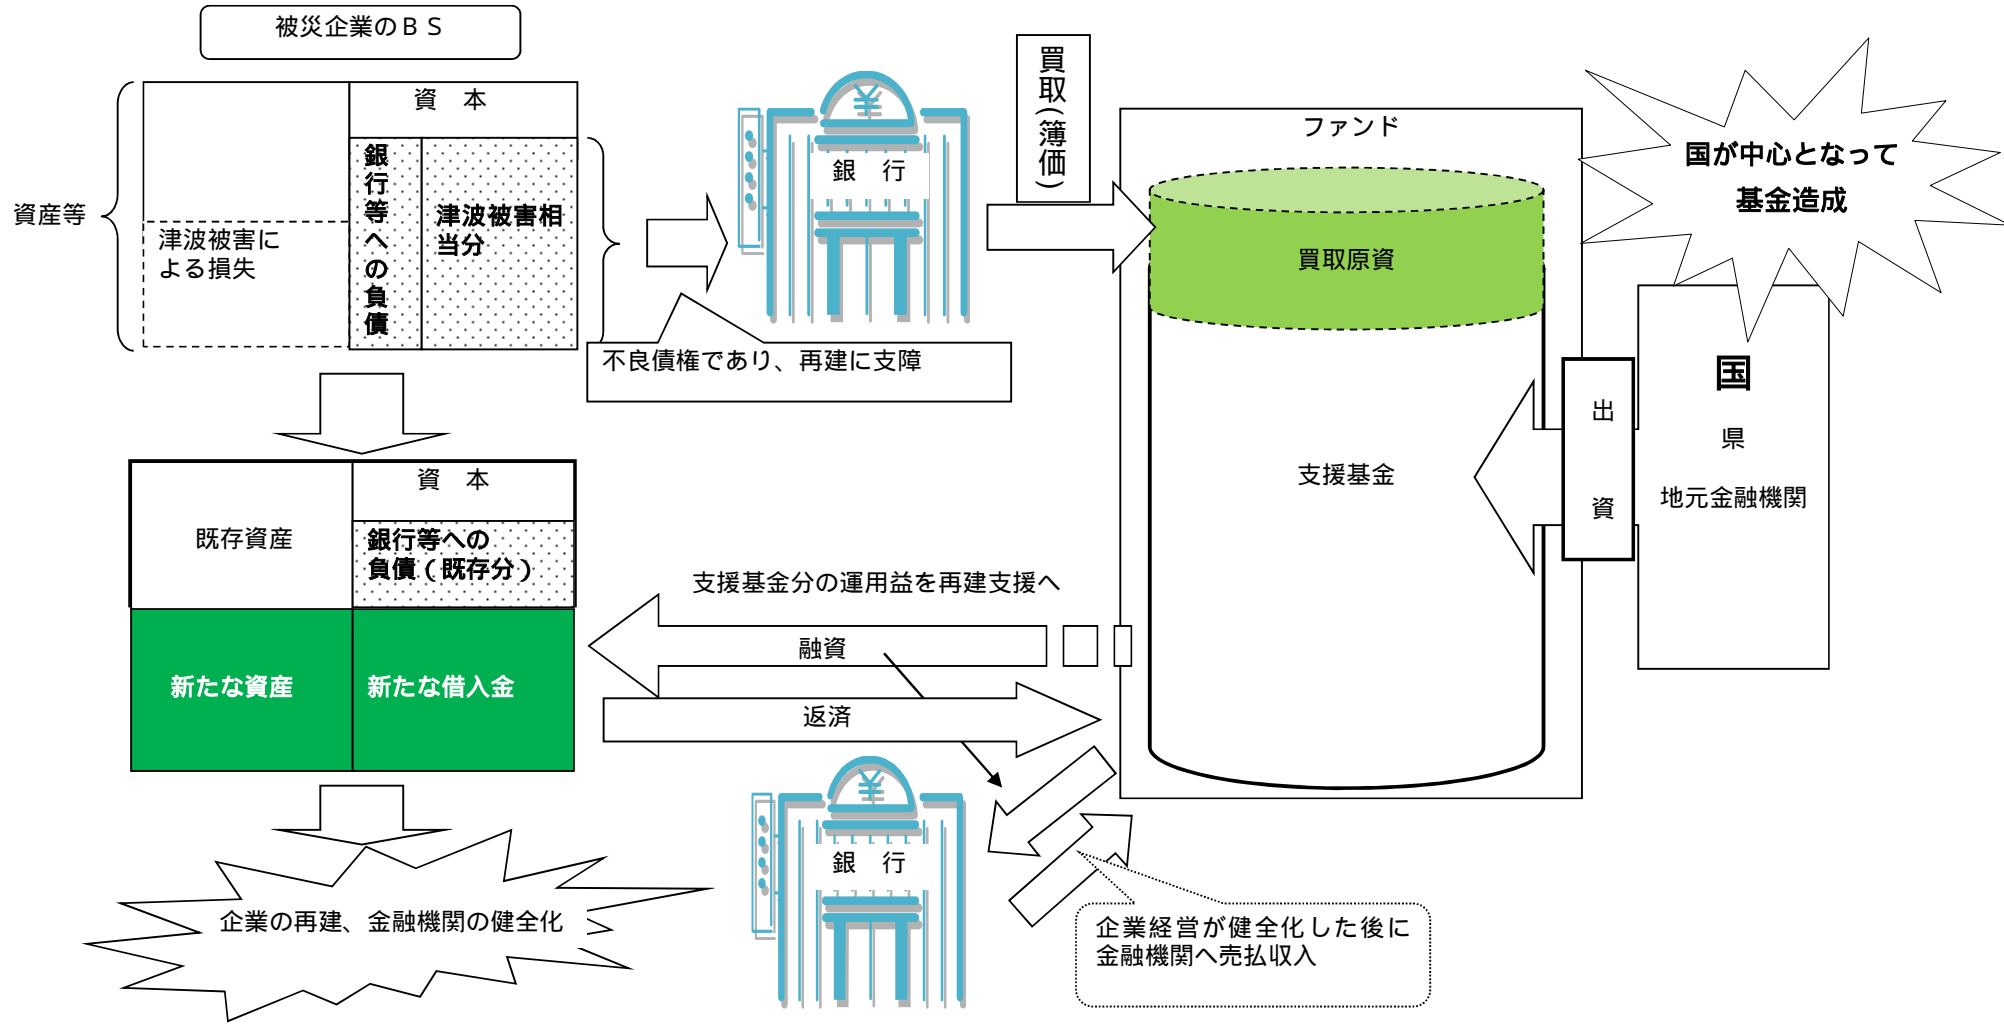 被災企業のＢＳ
資　本
資産等
銀行等への負債
津波被害相
当分
津波被害に
よる損失
銀　行
買取(簿価)
不良債権であり、再建に支障
ファンド
買取原資
支援基金
国が中心となって
基金造成
出資
国
県
地元金融機関
資　本
既存資産
銀行等への
負債（既存分）
新たな資産
新たな借入金
支援基金分の運用益を再建支援へ
融資
返済
銀　行
企業経営が健全化した後に
金融機関へ売払収入
企業の再建、金融機関の健全化